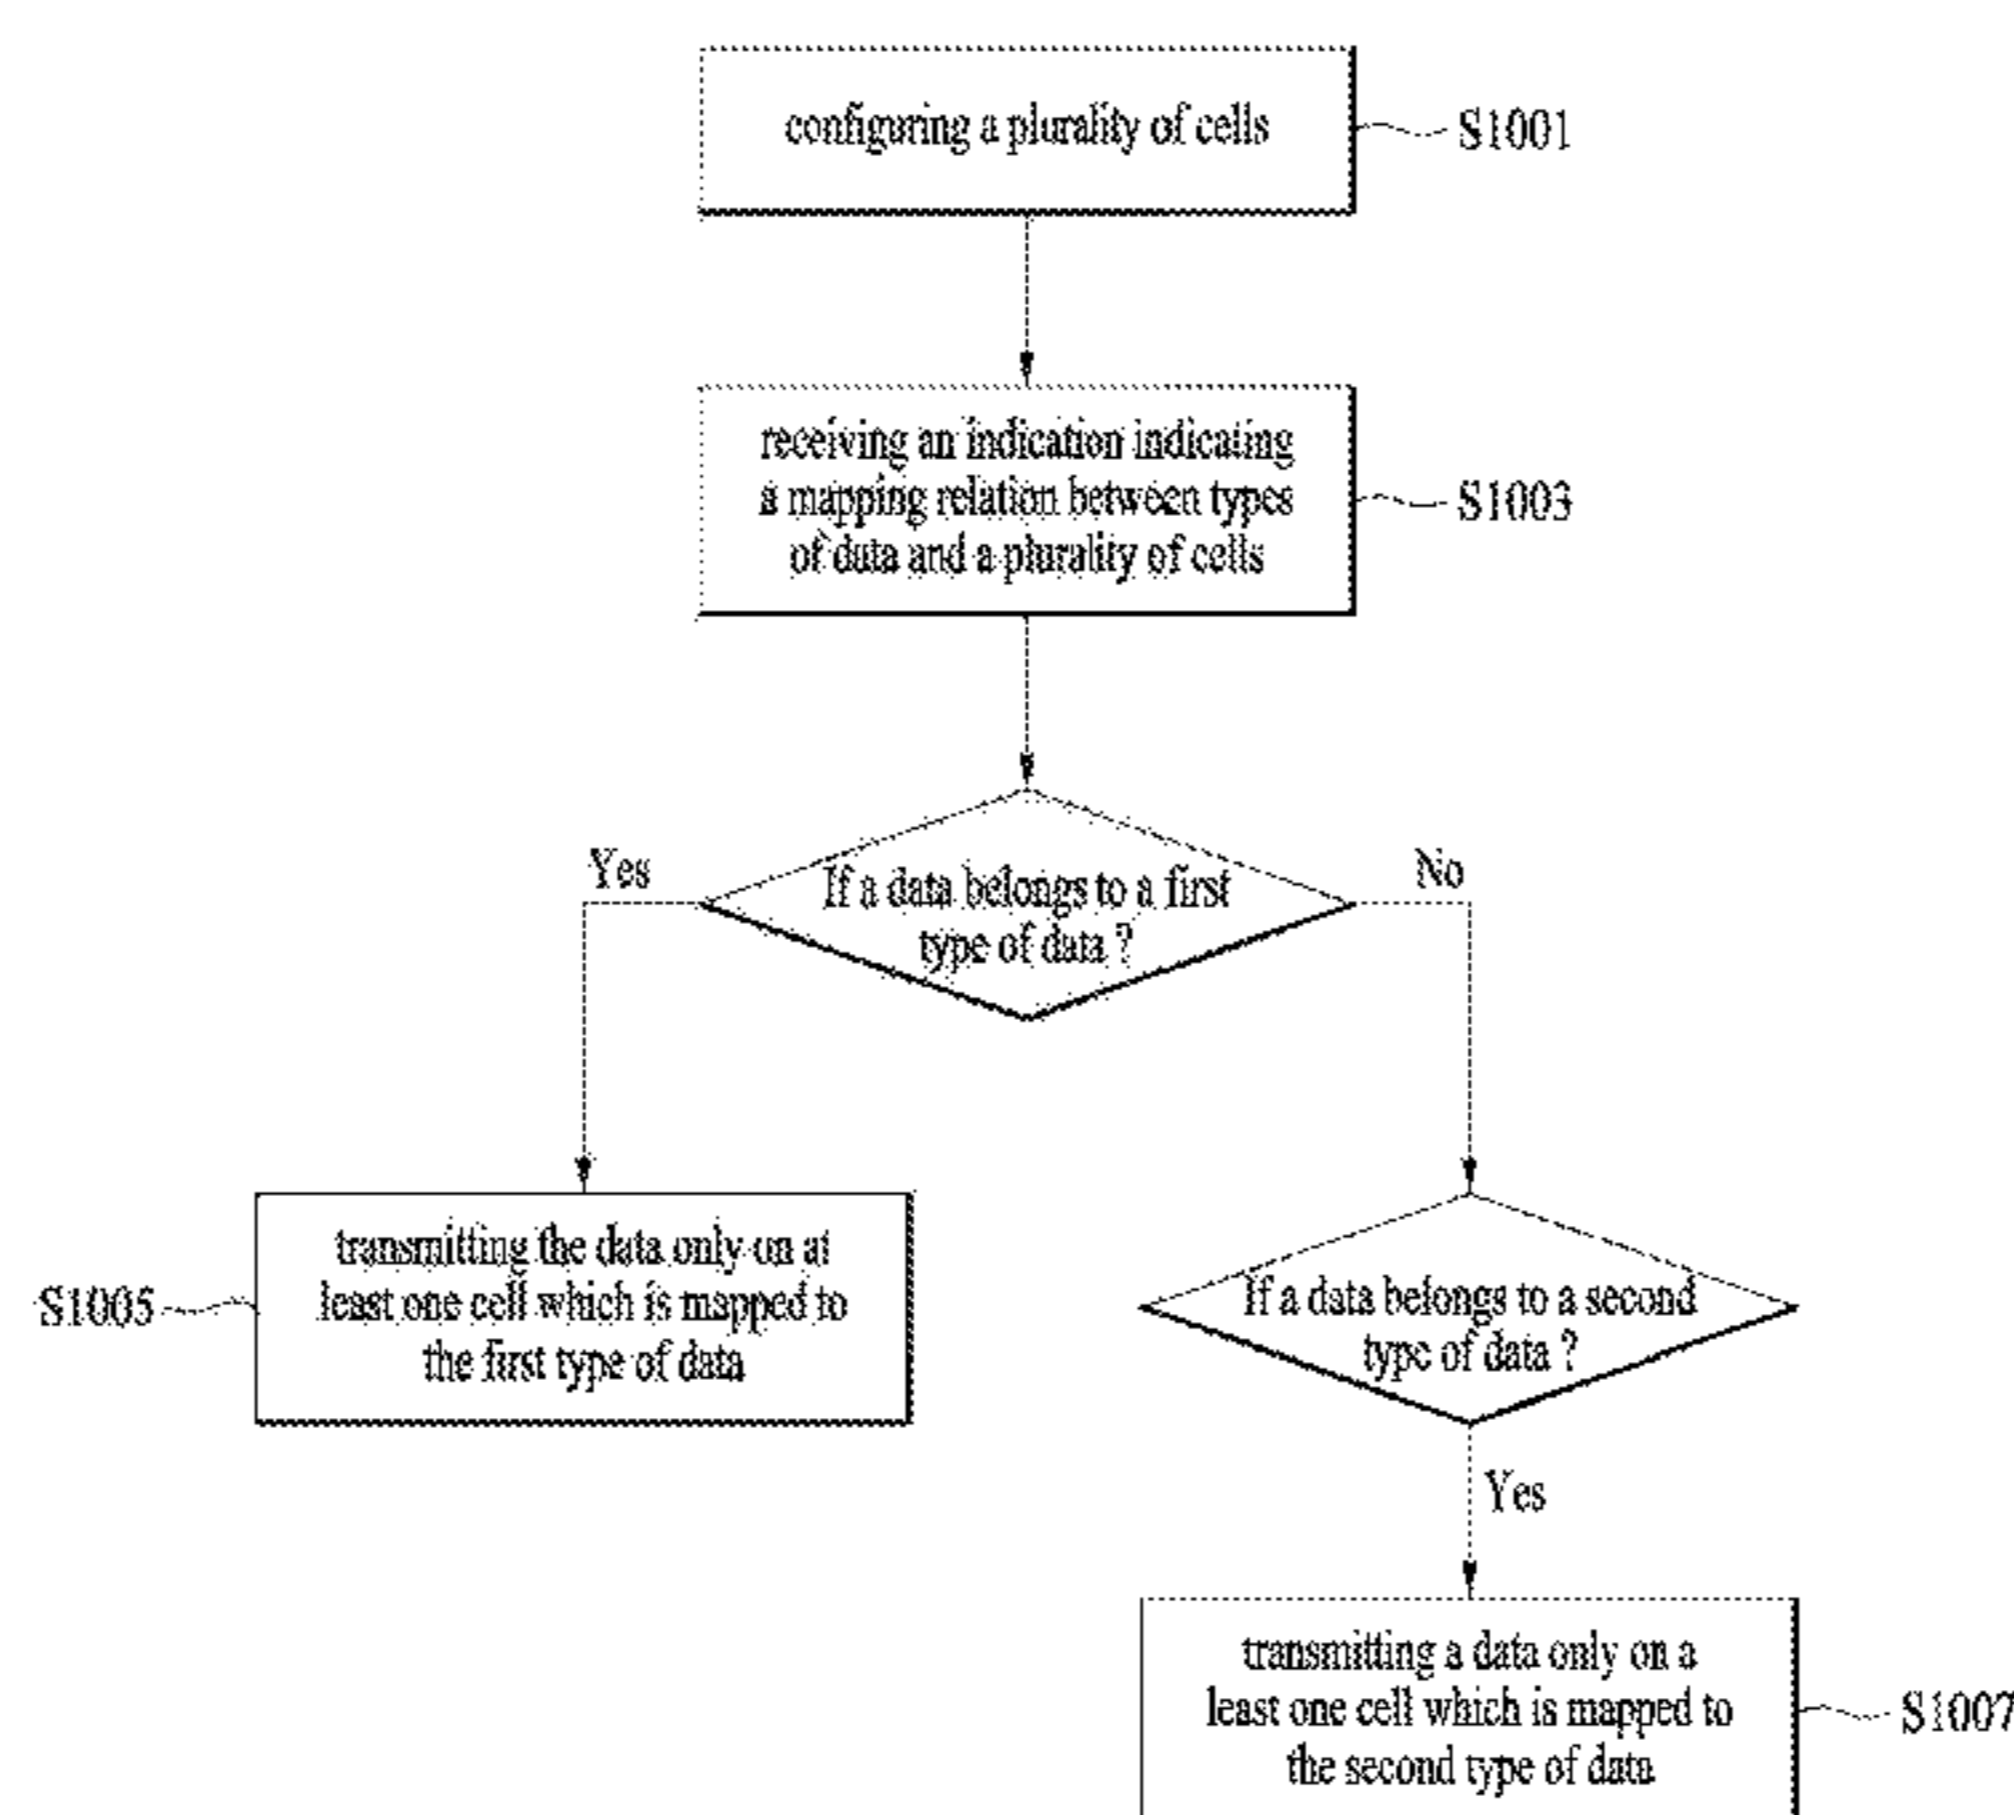 configuring a plurality of cells
S1001
receiving an indication indicating
a mapping relation between types
of data and a plurality of cells
S1003
Yes
If a data belongs to a first
type of data ?
No
transmitting the data only on at
least one cell which is mapped to
the first type of data
S1005
If a data belongs to a second
type of data ?
Yes
transmitting a data only on a
least one cell which is mapped to
the second type of data
S1007